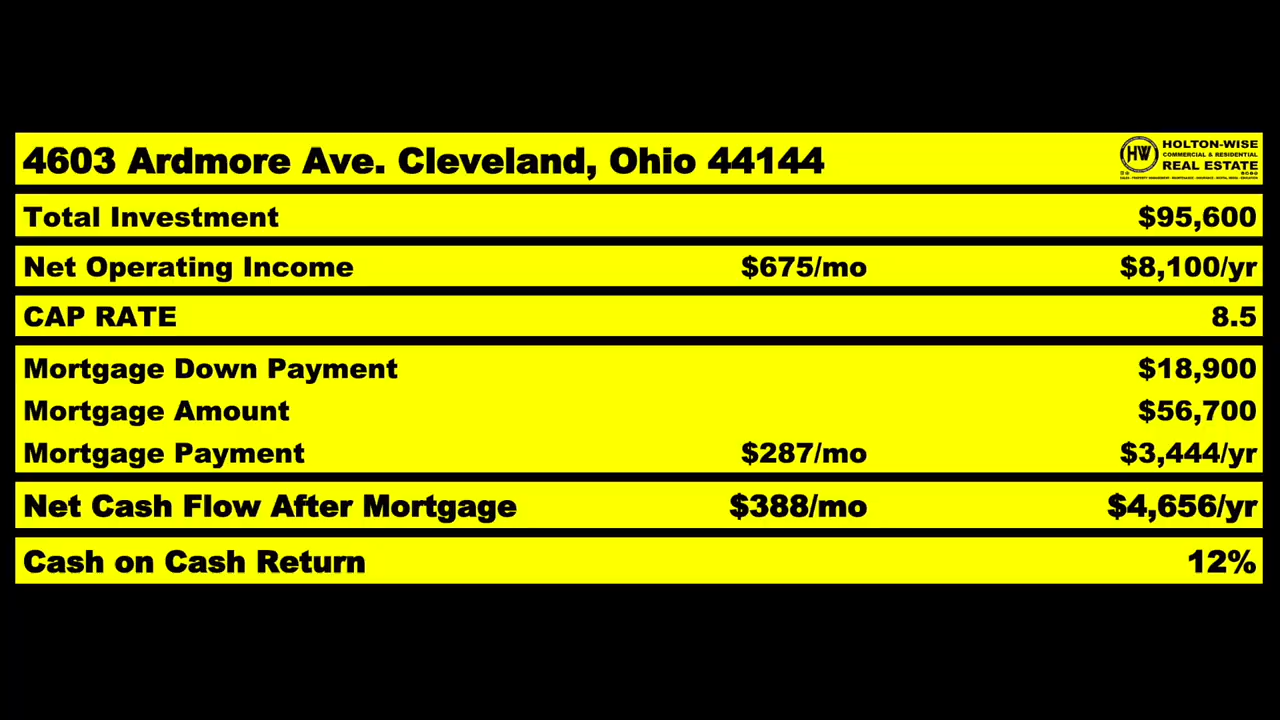 4603 Ardmore Ave. Cleveland, Ohio 44144
HW
HOLTON-WISE
COMMERCIAL & RESIDENTIAL
REAL ESTATE
Total Investment $95,600
Net Operating Income $675/mo $8,100/yr
CAP RATE 8.5
Mortgage Down Payment $18,900
Mortgage Amount $56,700
Mortgage Payment $287/mo $3,444/yr
Net Cash Flow After Mortgage $388/mo $4,656/yr
Cash on Cash Return 12%